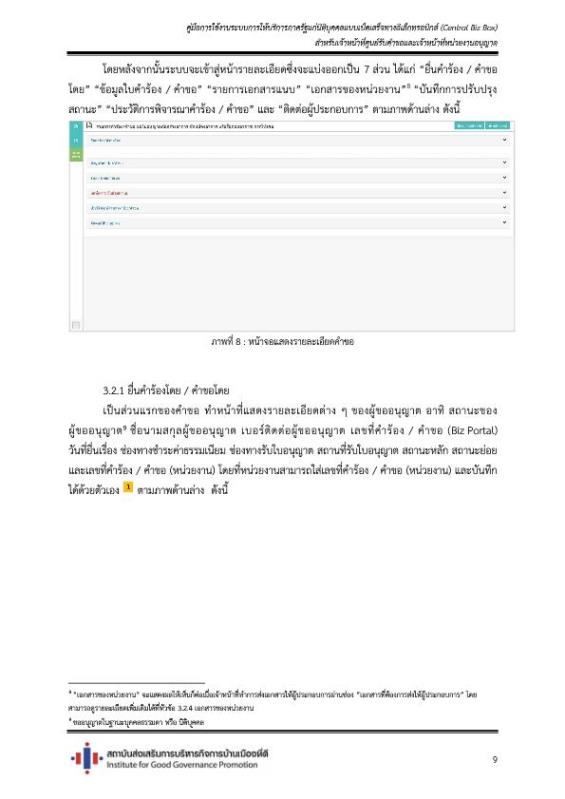 คู่มือการใช้งานระบบการให้บริการภาครัฐแก่นิติบุคคลแบบเบ็ดเสร็จทางอิเล็กทรอนิกส์ (Central Biz Box)
สำหรับเจ้าหน้าที่ศูนย์รับคำขอและเจ้าหน้าที่หน่วยงานอนุญาต
โดยหลังจากนั้นระบบจะเข้าสู่หน้ารายละเอียดซึ่งจะแบ่งออกเป็น 7 ส่วน ได้แก่ “ยื่นคำร้อง / คำขอ
โดย” “ข้อมูลใบคำร้อง / คำขอ” “รายการเอกสารแนบ” “เอกสารของหน่วยงาน”⁸ “บันทึกการปรับปรุง
สถานะ” “ประวัติการพิจารณาคำร้อง / คำขอ” และ “ติดต่อผู้ประกอบการ” ตามภาพด้านล่าง ดังนี้
ภาพที่ 8 : หน้าจอแสดงรายละเอียดคำขอ
3.2.1 ยื่นคำร้องโดย / คำขอโดย
เป็นส่วนแรกของคำขอ ทำหน้าที่แสดงรายละเอียดต่าง ๆ ของผู้ขออนุญาต อาทิ สถานะของ
ผู้ขออนุญาต⁹ ชื่อนามสกุลผู้ขออนุญาต เบอร์ติดต่อผู้ขออนุญาต เลขที่คำร้อง / คำขอ (Biz Portal)
วันที่ยื่นเรื่อง ช่องทางชำระค่าธรรมเนียม ช่องทางรับใบอนุญาต สถานที่รับใบอนุญาต สถานะหลัก สถานะย่อย
และเลขที่คำร้อง / คำขอ (หน่วยงาน) โดยที่หน่วยงานสามารถใส่เลขที่คำร้อง / คำขอ (หน่วยงาน) และบันทึก
ได้ด้วยตัวเอง 1 ตามภาพด้านล่าง ดังนี้
⁸ “เอกสารของหน่วยงาน” จะแสดงผลให้เห็นก็ต่อเมื่อเจ้าหน้าที่ทำการส่งเอกสารให้ผู้ประกอบการผ่านช่อง “เอกสารที่ต้องการส่งให้ผู้ประกอบการ” โดย
สามารถดูรายละเอียดเพิ่มเติมได้ที่หัวข้อ 3.2.4 เอกสารของหน่วยงาน
⁹ ขออนุญาตในฐานะบุคคลธรรมดา หรือ นิติบุคคล
สถาบันส่งเสริมการบริหารกิจการบ้านเมืองที่ดี
Institute for Good Governance Promotion
9